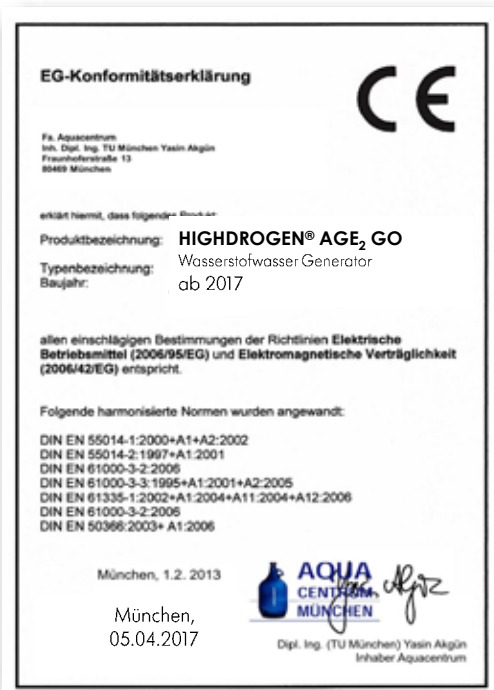 EG-Konformitätserklärung
CE
Fa. Aquacentrum
Inh. Dipl. Ing. TU München Yasin Akgün
Fraunhoferstraße 13
80469 München
erklärt hiermit, dass folgendes Produkt:
Produktbezeichnung: HIGHDROGEN® AGE₂ GO
Wasserstofwasser Generator
Typenbezeichnung:
Baujahr: ab 2017
allen einschlägigen Bestimmungen der Richtlinien Elektrische
Betriebsmittel (2006/95/EG) und Elektromagnetische Verträglichkeit
(2006/42/EG) entspricht.
Folgende harmonisierte Normen wurden angewandt:
DIN EN 55014-1:2000+A1+A2:2002
DIN EN 55014-2:1997+A1:2001
DIN EN 61000-3-2:2006
DIN EN 61000-3-3:1995+A1:2001+A2:2005
DIN EN 61335-1:2002+A1:2004+A11:2004+A12:2006
DIN EN 61000-3-2:2006
DIN EN 50366:2003+ A1:2006
München, 1.2. 2013
AQUA
CENTRUM
MÜNCHEN
München,
05.04.2017
Dipl. Ing. (TU München) Yasin Akgün
Inhaber Aquacentrum